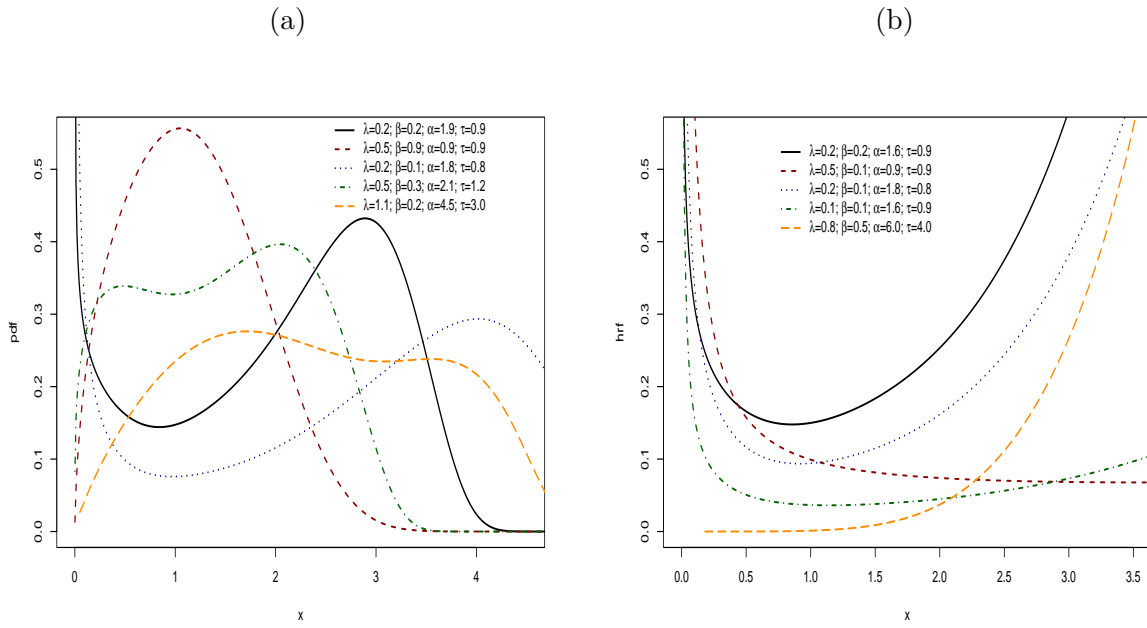 (a)
(b)
λ=0.2; β=0.2; α=1.9; τ=0.9
λ=0.5; β=0.9; α=0.9; τ=0.9
λ=0.2; β=0.1; α=1.8; τ=0.8
λ=0.5; β=0.3; α=2.1; τ=1.2
λ=1.1; β=0.2; α=4.5; τ=3.0
pdf
0.5
0.4
0.3
0.2
0.1
0.0
0 1 2 3 4
x
λ=0.2; β=0.2; α=1.6; τ=0.9
λ=0.5; β=0.1; α=0.9; τ=0.9
λ=0.2; β=0.1; α=1.8; τ=0.8
λ=0.1; β=0.1; α=1.6; τ=0.9
λ=0.8; β=0.5; α=6.0; τ=4.0
hrf
0.5
0.4
0.3
0.2
0.1
0.0
0.0 0.5 1.0 1.5 2.0 2.5 3.0 3.5
x